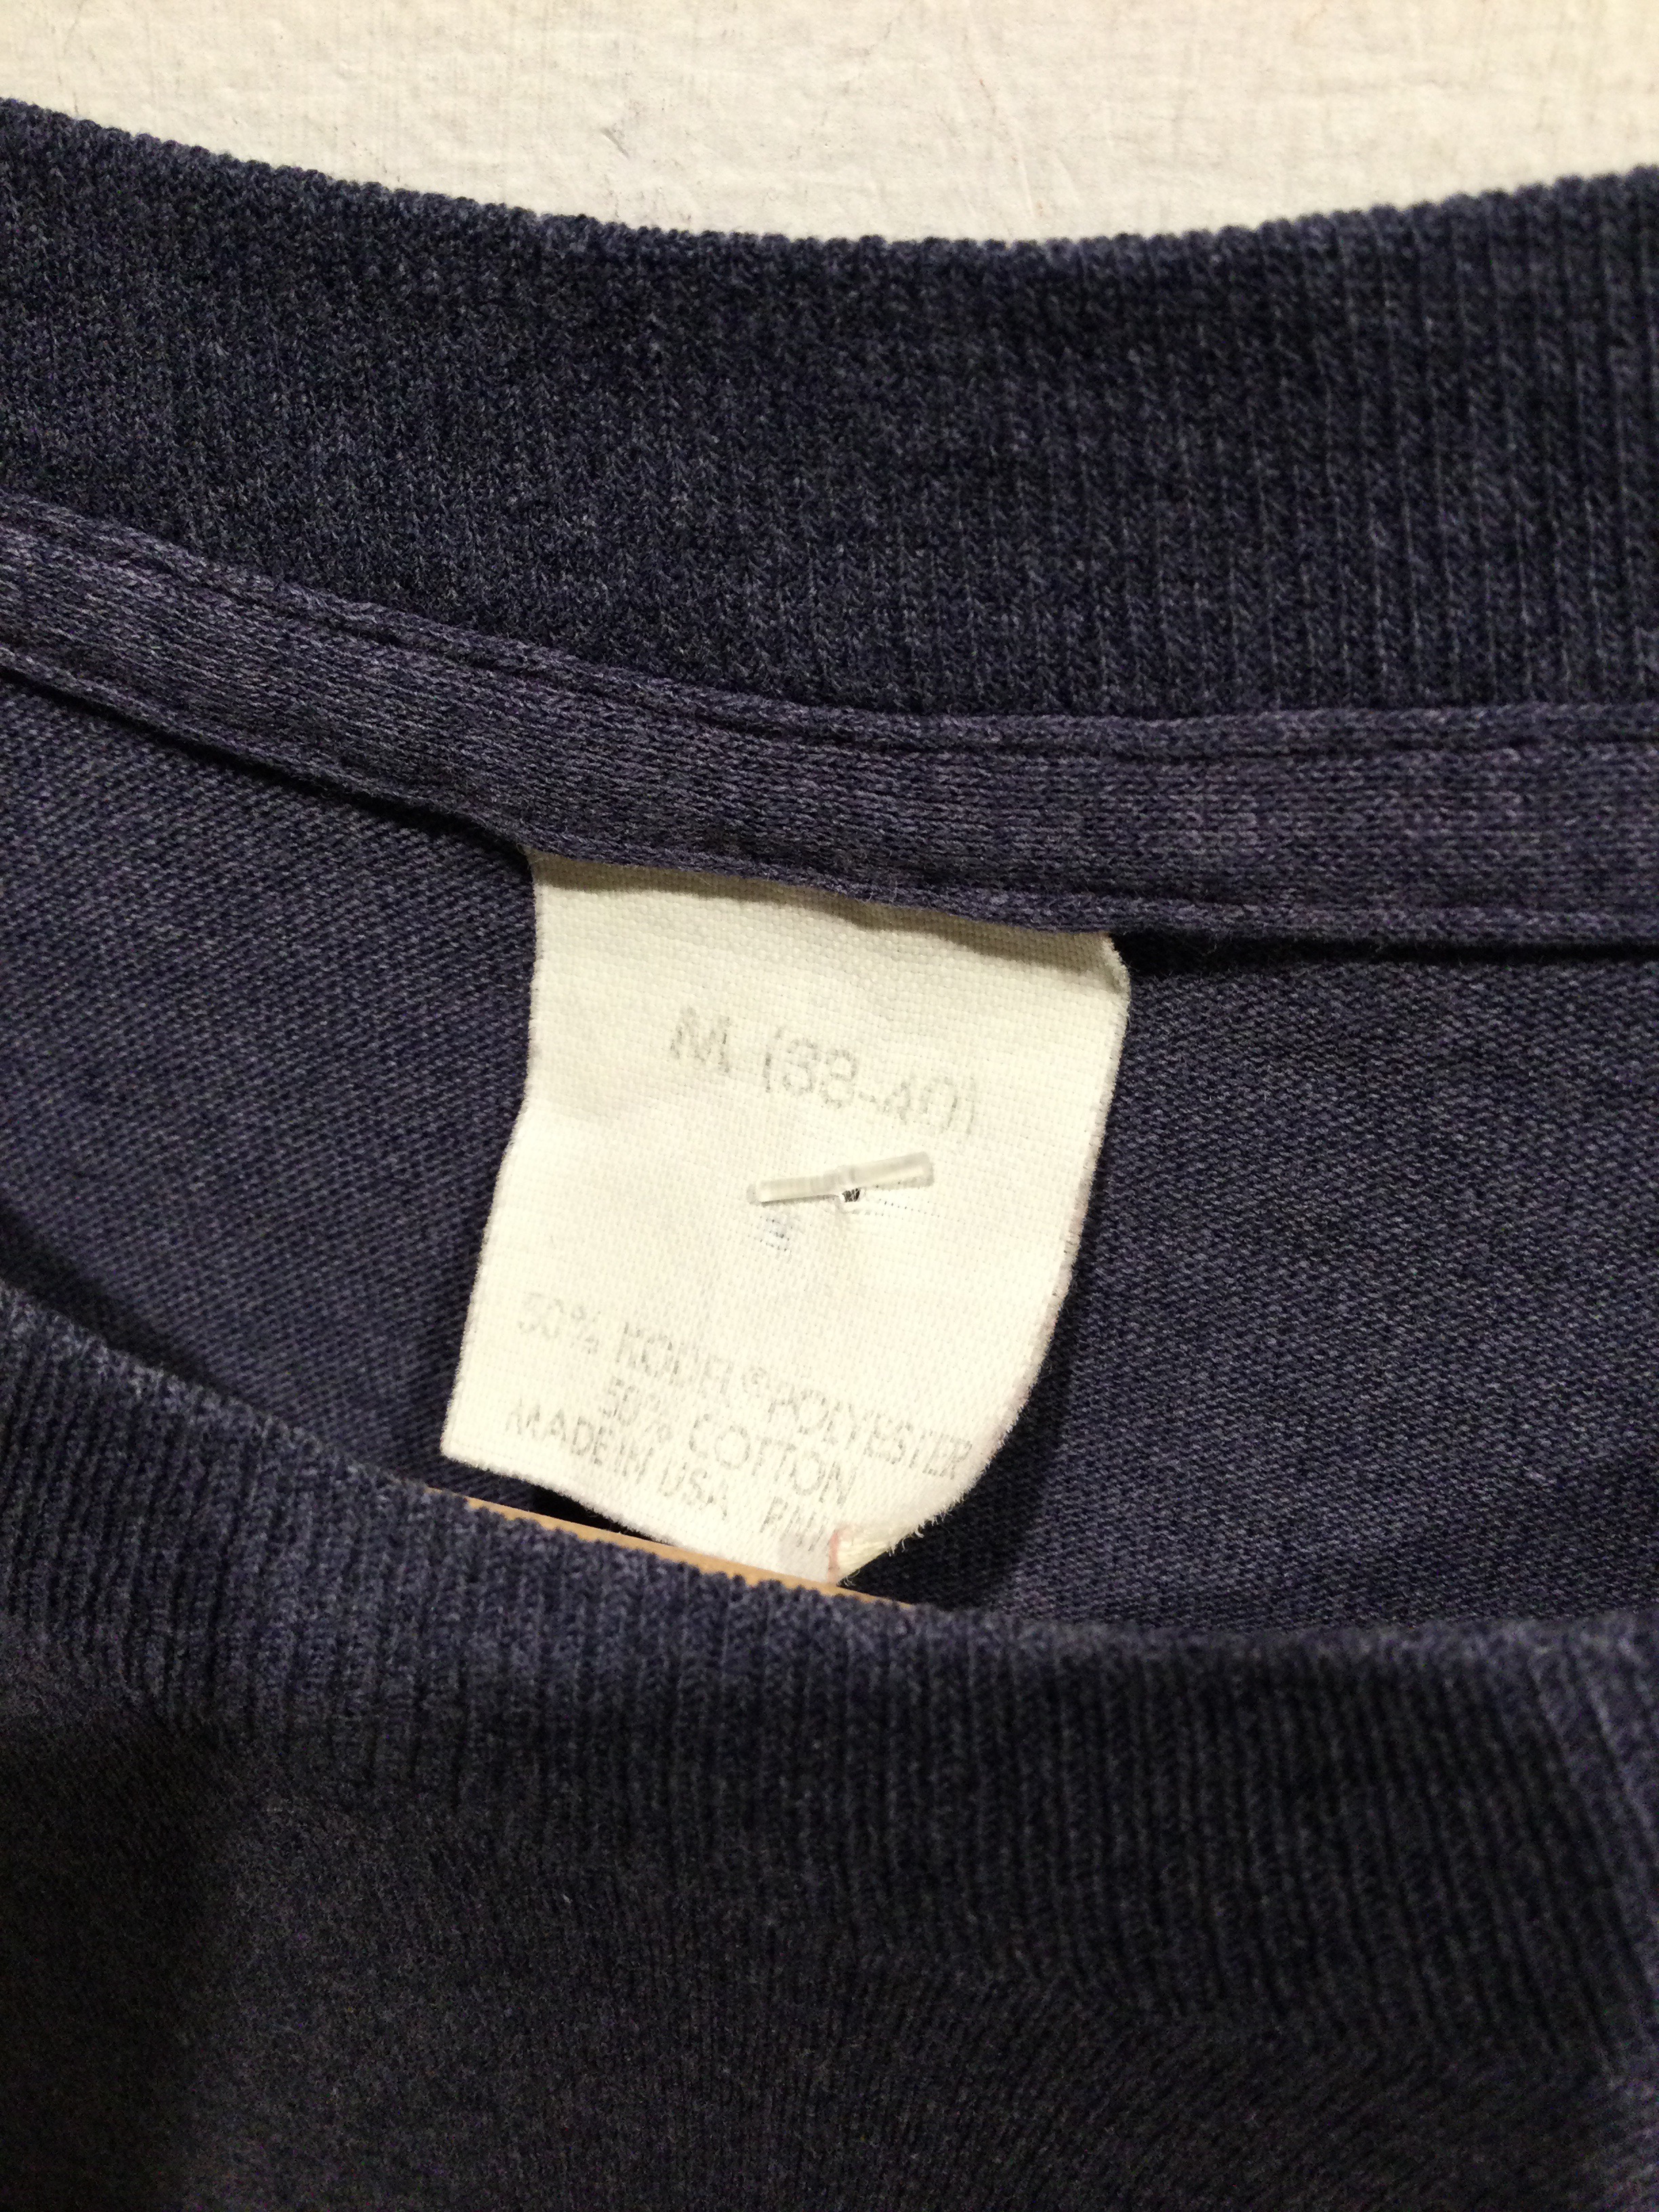 M (38-40)
50% KODEL® POLYESTER
50% COTTON
MADE IN USA